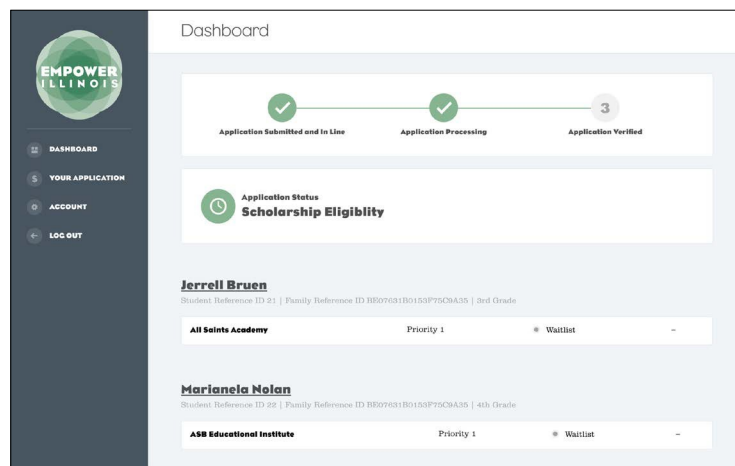 Dashboard
EMPOWER
ILLINOIS
DASHBOARD
$ YOUR APPLICATION
ACCOUNT
LOG OUT
3
Application Submitted and In Line
Application Processing
Application Verified
Application Status
Scholarship Eligiblity
Jerrell Bruen
Student Reference ID 21 | Family Reference ID BE07631B0153F75C9A35 | 3rd Grade
All Saints Academy Priority 1 Waitlist –
Marianela Nolan
Student Reference ID 22 | Family Reference ID BE07631B0153F75C9A35 | 4th Grade
ASB Educational Institute Priority 1 Waitlist –